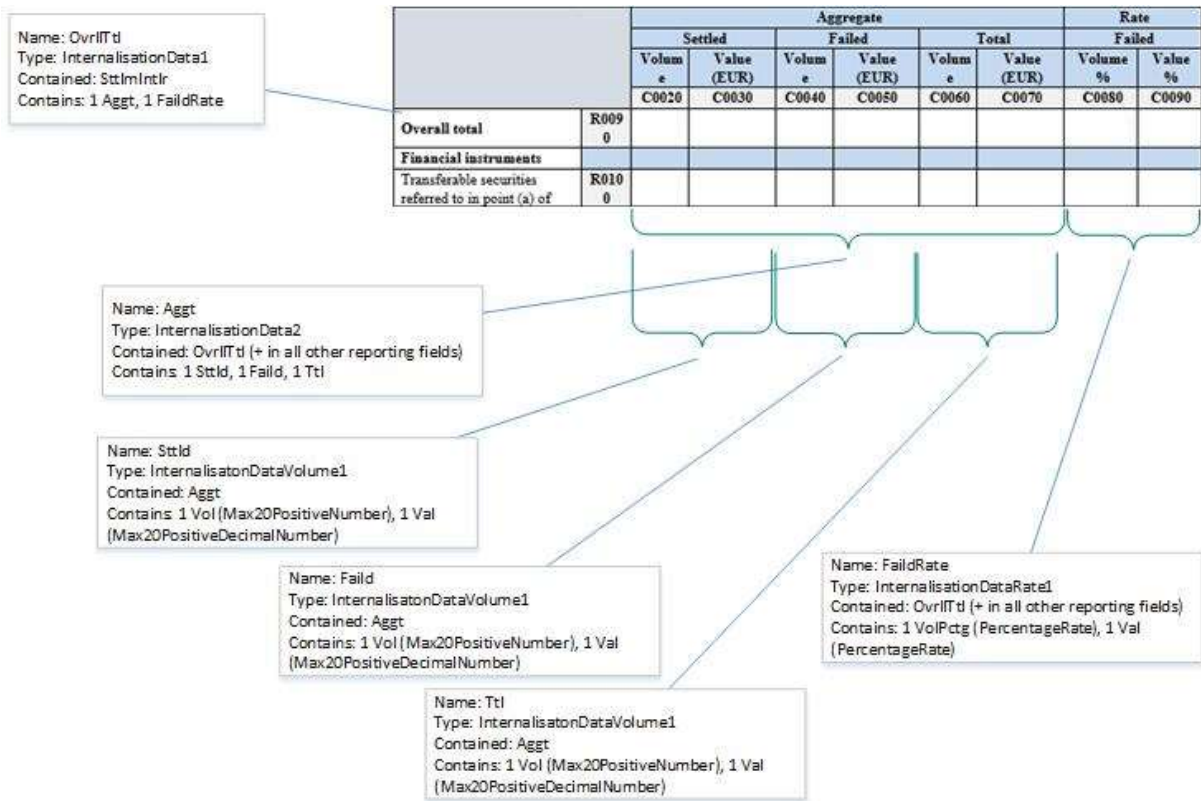 Name: OvrllTtl
Type: InternalisationData1
Contained: SttlmIntlr
Contains: 1 Aggt, 1 FaildRate
Aggregate Rate
Settled Failed Total Failed
Volum e Value (EUR) Volum e Value (EUR) Volum e Value (EUR) Volume % Value %
C0020 C0030 C0040 C0050 C0060 C0070 C0080 C0090
Overall total R009 0
Financial instruments
Transferable securities R010
referred to in point (a) of 0
Name: Aggt
Type: InternalisationData2
Contained: OvrllTtl (+ in all other reporting fields)
Contains: 1 Sttld, 1 Faild, 1 Ttl
Name: Sttld
Type: InternalisatonDataVolume1
Contained: Aggt
Contains: 1 Vol (Max20PositiveNumber), 1 Val
(Max20PositiveDecimalNumber)
Name: Faild
Type: InternalisatonDataVolume1
Contained: Aggt
Contains: 1 Vol (Max20PositiveNumber), 1 Val
(Max20PositiveDecimalNumber)
Name: FaildRate
Type: InternalisationDataRate1
Contained: OvrllTtl (+ in all other reporting fields)
Contains: 1 VolPctg (PercentageRate), 1 Val
(PercentageRate)
Name: Ttl
Type: InternalisatonDataVolume1
Contained: Aggt
Contains: 1 Vol (Max20PositiveNumber), 1 Val
(Max20PositiveDecimalNumber)